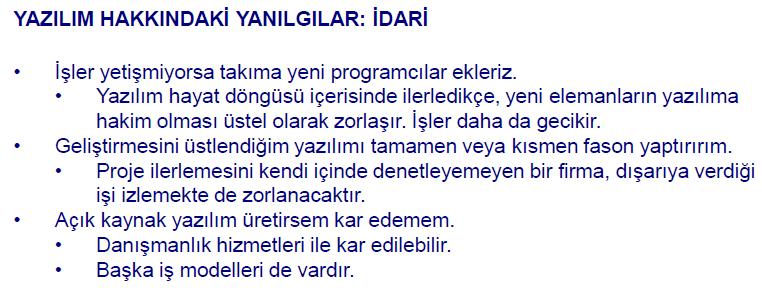 YAZILIM HAKKINDAKİ YANILGILAR: İDARİ
• İşler yetişmiyorsa takıma yeni programcılar ekleriz.
• Yazılım hayat döngüsü içerisinde ilerledikçe, yeni elemanların yazılıma
hakim olması üstel olarak zorlaşır. İşler daha da gecikir.
• Geliştirmesini üstlendiğim yazılımı tamamen veya kısmen fason yaptırırım.
• Proje ilerlemesini kendi içinde denetleyemeyen bir firma, dışarıya verdiği
işi izlemekte de zorlanacaktır.
• Açık kaynak yazılım üretirsem kar edemem.
• Danışmanlık hizmetleri ile kar edilebilir.
• Başka iş modelleri de vardır.